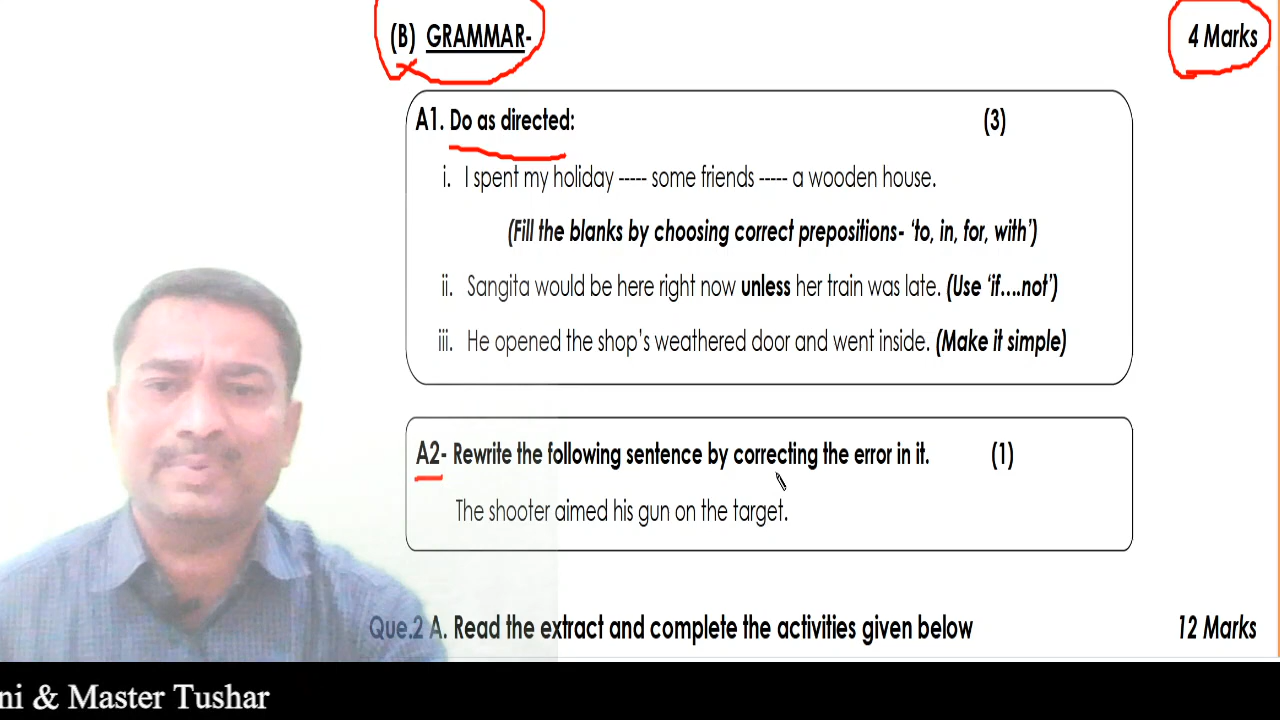 (B) GRAMMAR- 4 Marks
A1. Do as directed: (3)
i. I spent my holiday ----- some friends ----- a wooden house.
(Fill the blanks by choosing correct prepositions- ‘to, in, for, with’)
ii. Sangita would be here right now unless her train was late. (Use ‘if....not’)
iii. He opened the shop’s weathered door and went inside. (Make it simple)
A2- Rewrite the following sentence by correcting the error in it. (1)
The shooter aimed his gun on the target.
Que.2 A. Read the extract and complete the activities given below 12 Marks
ni & Master Tushar